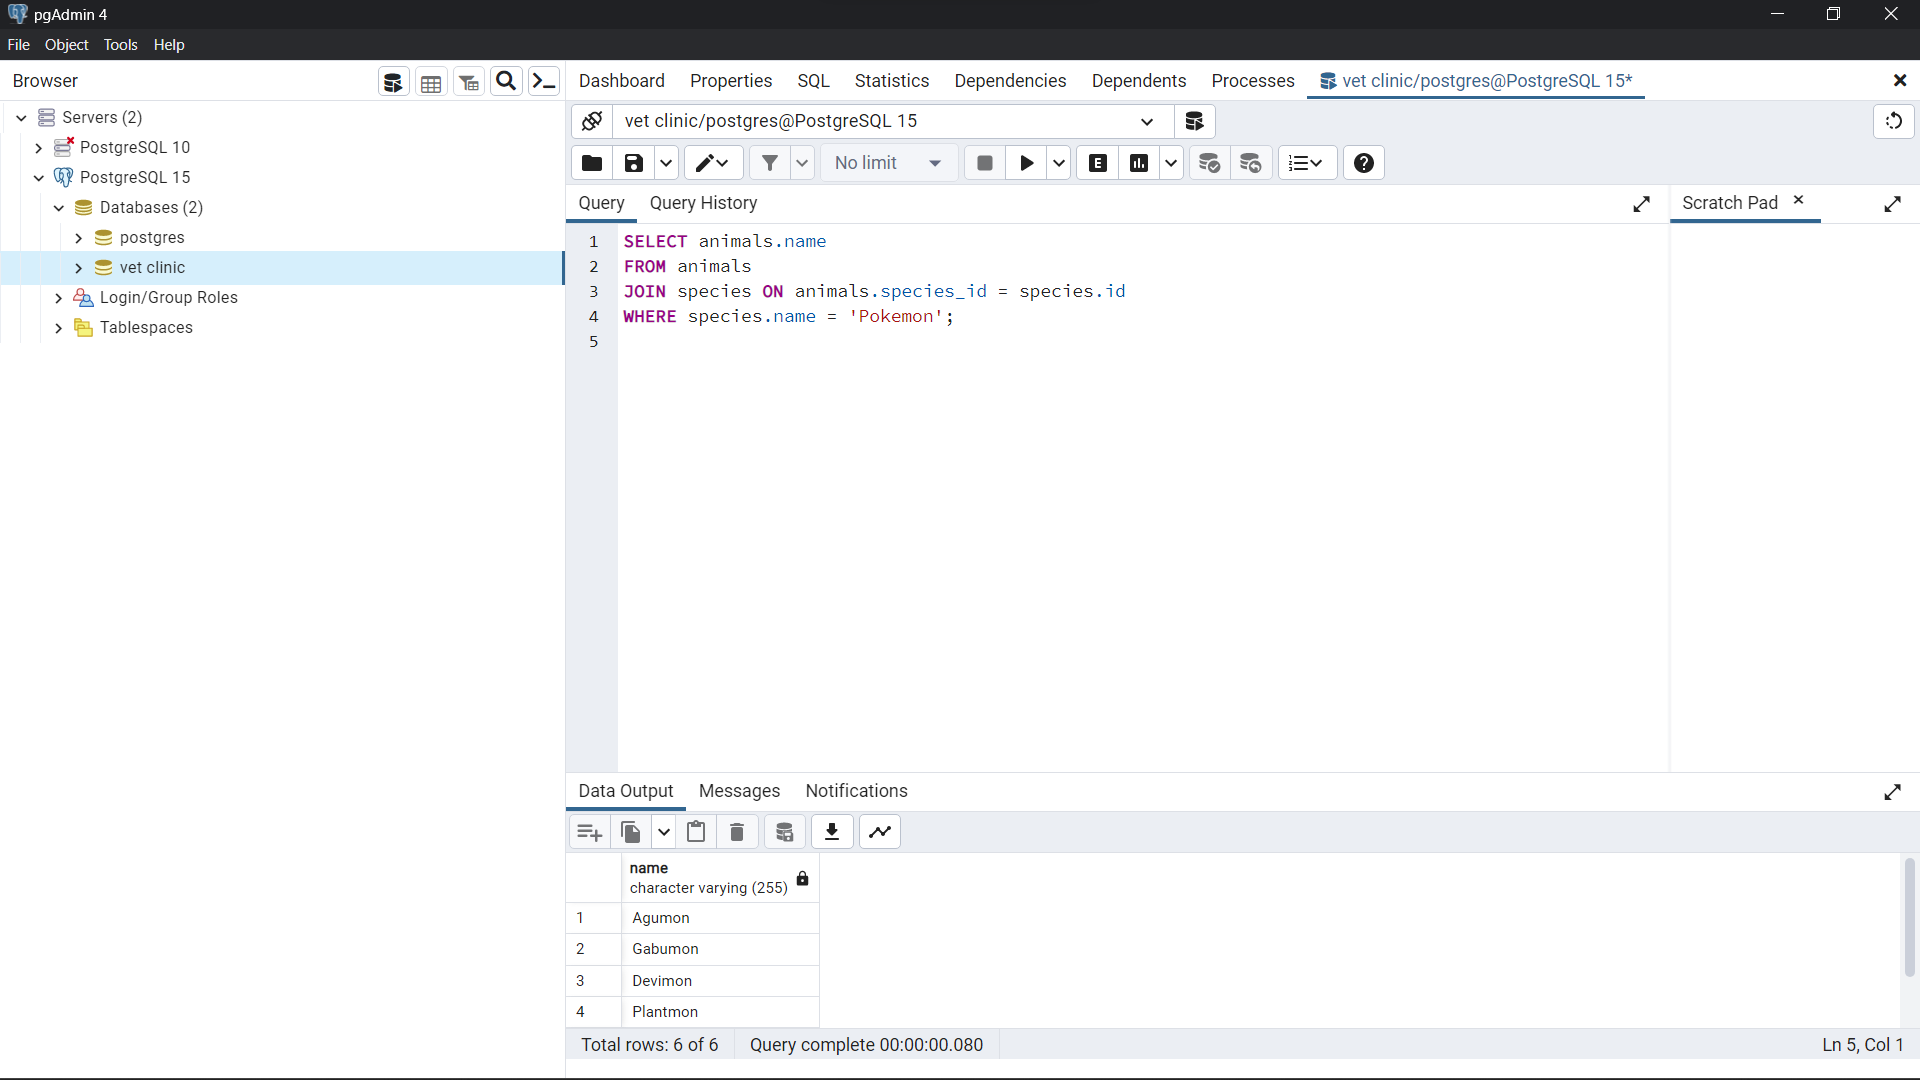 pgAdmin 4
File Object Tools Help
Browser
Dashboard Properties SQL Statistics Dependencies Dependents Processes vet clinic/postgres@PostgreSQL 15*
Servers (2)
PostgreSQL 10
PostgreSQL 15
Databases (2)
postgres
vet clinic
Login/Group Roles
Tablespaces
vet clinic/postgres@PostgreSQL 15
No limit
E
Query Query History
Scratch Pad
1 SELECT animals.name
2 FROM animals
3 JOIN species ON animals.species_id = species.id
4 WHERE species.name = 'Pokemon';
5
Data Output Messages Notifications
name
character varying (255)
1 Agumon
2 Gabumon
3 Devimon
4 Plantmon
Total rows: 6 of 6 Query complete 00:00:00.080 Ln 5, Col 1